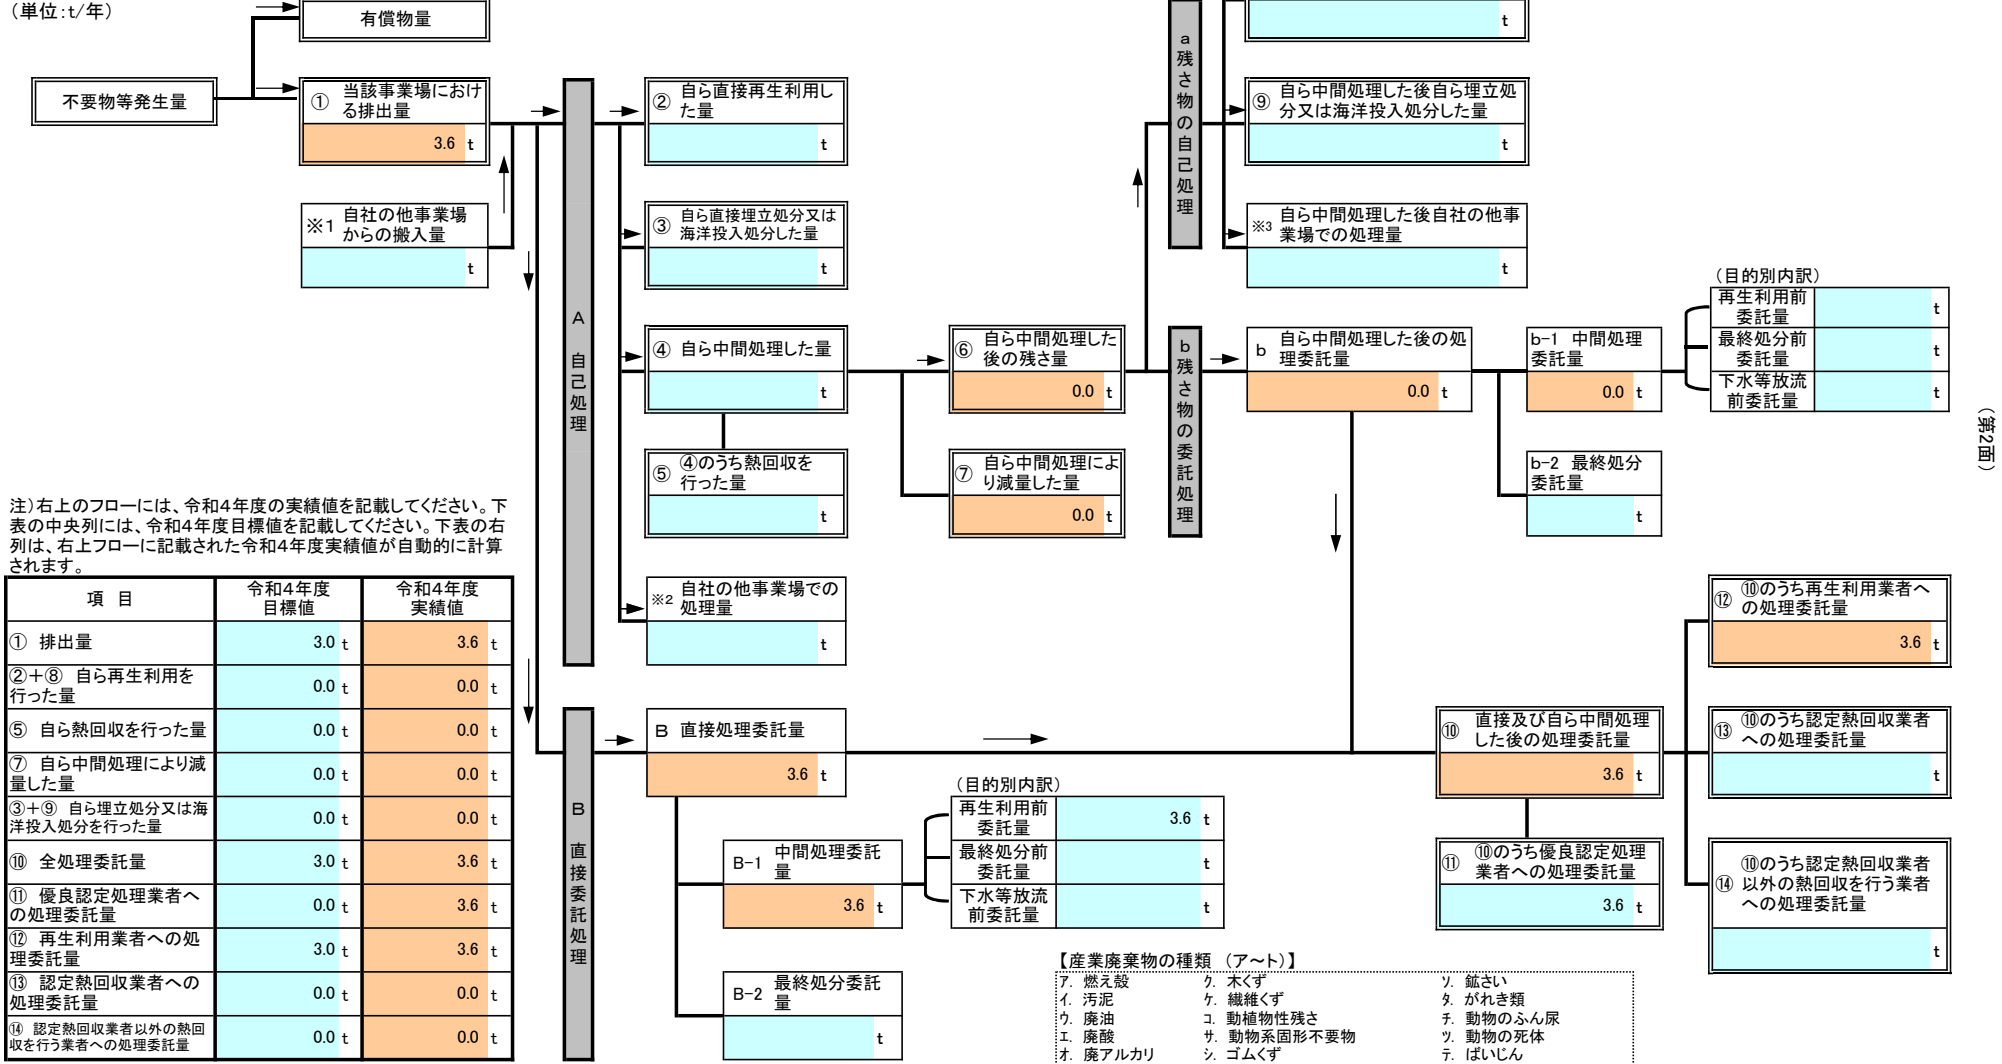 （単位：t/年）
有償物量
不要物等発生量
① 当該事業場におけ
る排出量
3.6 t
※1 自社の他事業場
からの搬入量
t
A 自己処理
② 自ら直接再生利用し
た量
t
③ 自ら直接埋立処分又は
海洋投入処分した量
t
④ 自ら中間処理した量
t
⑤ ④のうち熱回収を
行った量
t
※2 自社の他事業場での
処理量
t
⑥ 自ら中間処理した
後の残さ量
0.0 t
⑦ 自ら中間処理によ
り減量した量
0.0 t
a 残さ物の自己処理
t
⑨ 自ら中間処理した後自ら埋立処
分又は海洋投入処分した量
t
※3 自ら中間処理した後自社の他事
業場での処理量
t
b 残さ物の委託処理
b 自ら中間処理した後の処
理委託量
0.0 t
b-1 中間処理
委託量
0.0 t
（目的別内訳）
再生利用前
委託量 t
最終処分前
委託量 t
下水等放流
前委託量 t
b-2 最終処分
委託量
t
（第2面）
注）右上のフローには、令和４年度の実績値を記載してください。下
表の中央列には、令和４年度目標値を記載してください。下表の右
列は、右上フローに記載された令和４年度実績値が自動的に計算
されます。
項 目 令和４年度
目標値 令和４年度
実績値
① 排出量 3.0 t 3.6 t
②＋⑧ 自ら再生利用を
行った量 0.0 t 0.0 t
⑤ 自ら熱回収を行った量 0.0 t 0.0 t
⑦ 自ら中間処理により減
量した量 0.0 t 0.0 t
③＋⑨ 自ら埋立処分又は海
洋投入処分を行った量 0.0 t 0.0 t
⑩ 全処理委託量 3.0 t 3.6 t
⑪ 優良認定処理業者へ
の処理委託量 0.0 t 3.6 t
⑫ 再生利用業者への処
理委託量 3.0 t 3.6 t
⑬ 認定熱回収業者への
処理委託量 0.0 t 0.0 t
⑭ 認定熱回収業者以外の熱回
収を行う業者への処理委託量 0.0 t 0.0 t
B 直接委託処理
B 直接処理委託量
3.6 t
B-1 中間処理委託
量
3.6 t
（目的別内訳）
再生利用前
委託量 3.6 t
最終処分前
委託量 t
下水等放流
前委託量 t
B-2 最終処分委託
量
t
⑩ 直接及び自ら中間処理
した後の処理委託量
3.6 t
⑪ ⑩のうち優良認定処理
業者への処理委託量
3.6 t
⑫ ⑩のうち再生利用業者へ
の処理委託量
3.6 t
⑬ ⑩のうち認定熱回収業者
への処理委託量
t
⑭ ⑩のうち認定熱回収業者
以外の熱回収を行う業者
への処理委託量
t
【産業廃棄物の種類 （ア～ト）】
ア. 燃え殻 ク. 木くず ソ. 鉱さい
イ. 汚泥 ケ. 繊維くず タ. がれき類
ウ. 廃油 コ. 動植物性残さ チ. 動物のふん尿
エ. 廃酸 サ. 動物系固形不要物 ツ. 動物の死体
オ. 廃アルカリ シ. ゴムくず テ. ばいじん